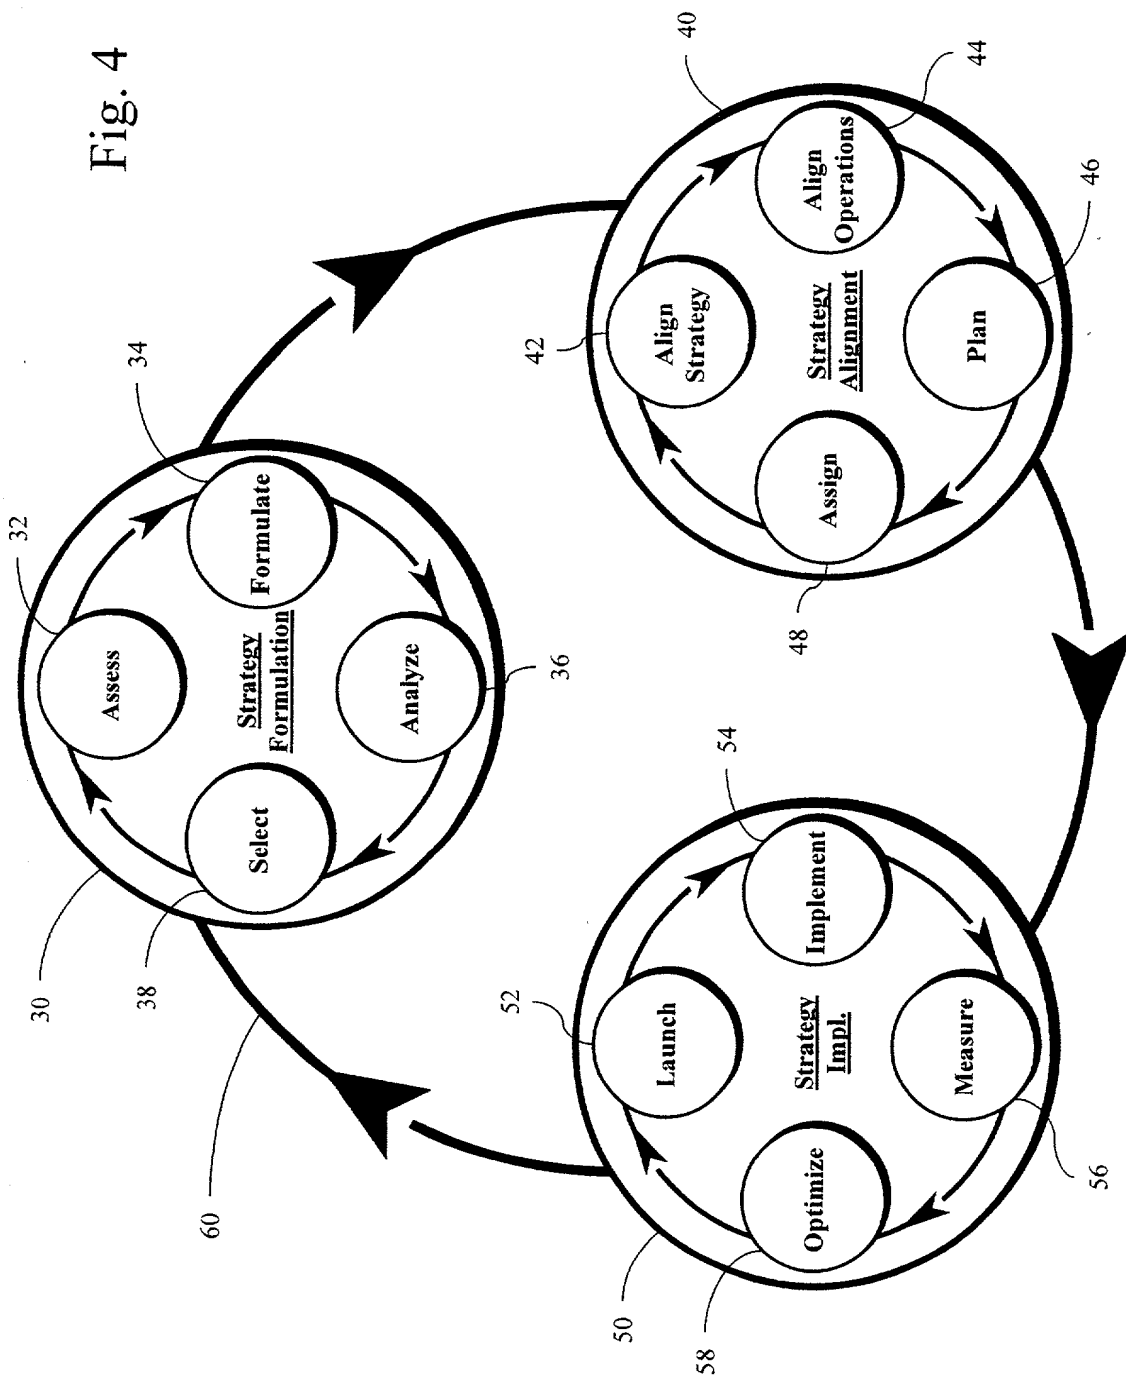 Fig. 4
30
32
Assess
34
Formulate
Strategy
Formulation
Select
38
Analyze
36
60
40
42
Align
Strategy
44
Align
Operations
Strategy
Alignment
Assign
48
Plan
46
50
52
Launch
54
Implement
Strategy
Impl.
Optimize
58
Measure
56